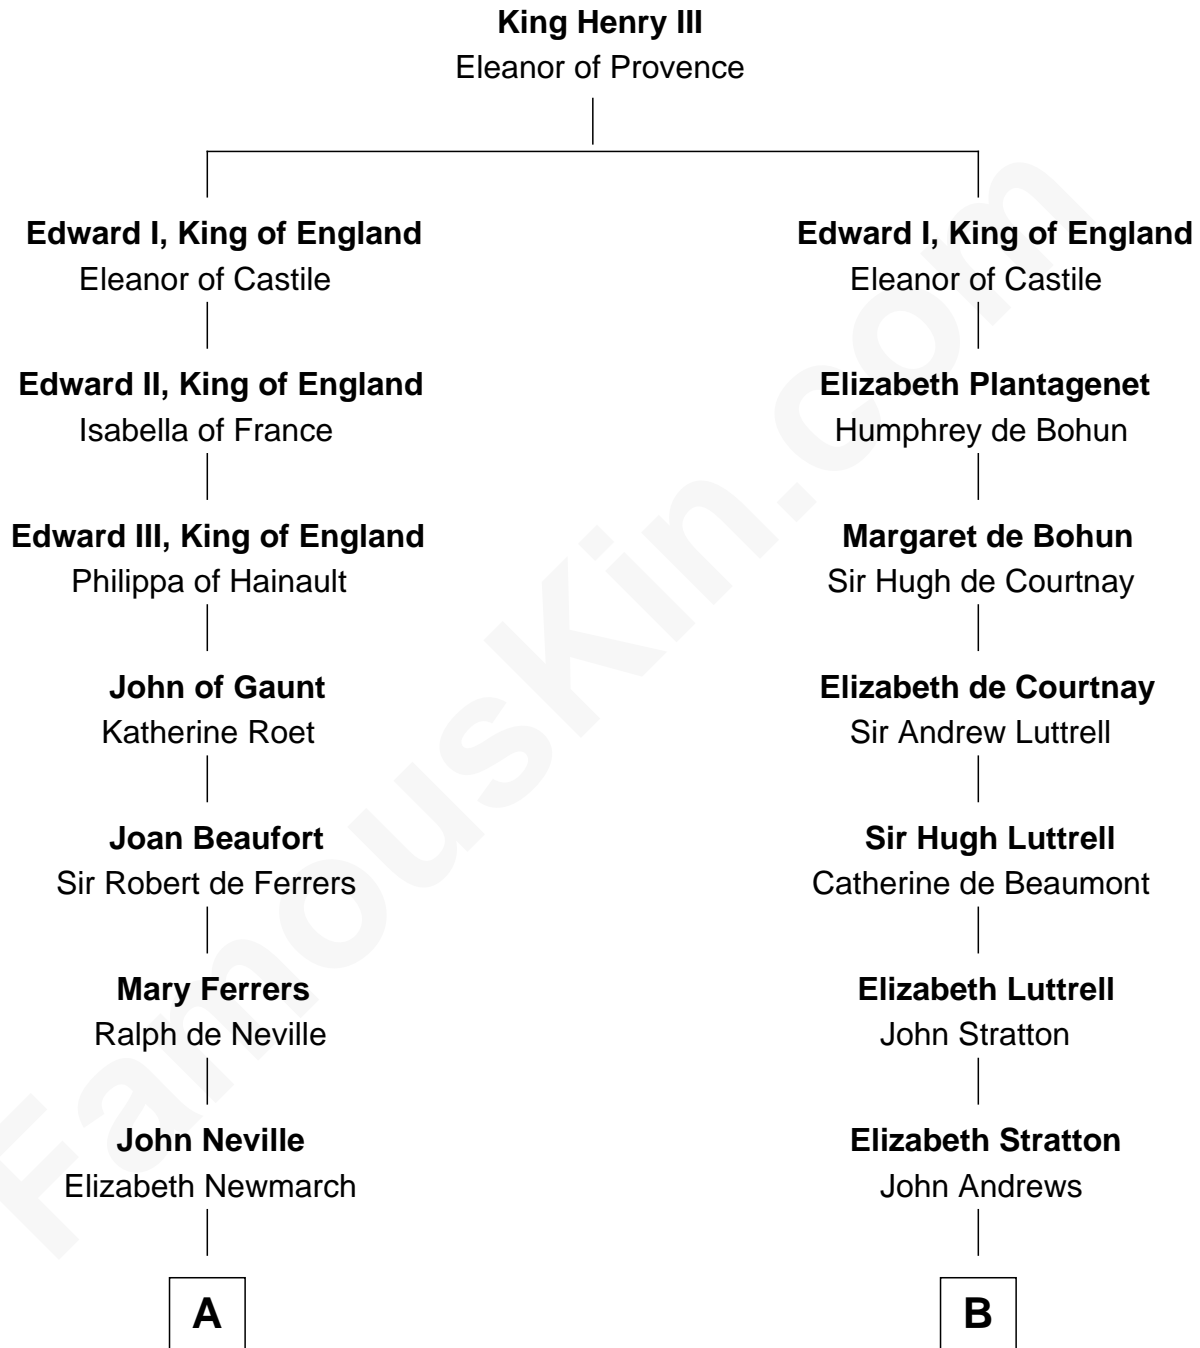 King Henry III
Eleanor of Provence
Edward I, King of England
Eleanor of Castile
Edward II, King of England
Isabella of France
Edward III, King of England
Philippa of Hainault
John of Gaunt
Katherine Roet
Joan Beaufort
Sir Robert de Ferrers
Mary Ferrers
Ralph de Neville
John Neville
Elizabeth Newmarch
A
Edward I, King of England
Eleanor of Castile
Elizabeth Plantagenet
Humphrey de Bohun
Margaret de Bohun
Sir Hugh de Courtnay
Elizabeth de Courtnay
Sir Andrew Luttrell
Sir Hugh Luttrell
Catherine de Beaumont
Elizabeth Luttrell
John Stratton
Elizabeth Stratton
John Andrews
B
FamousKin.com